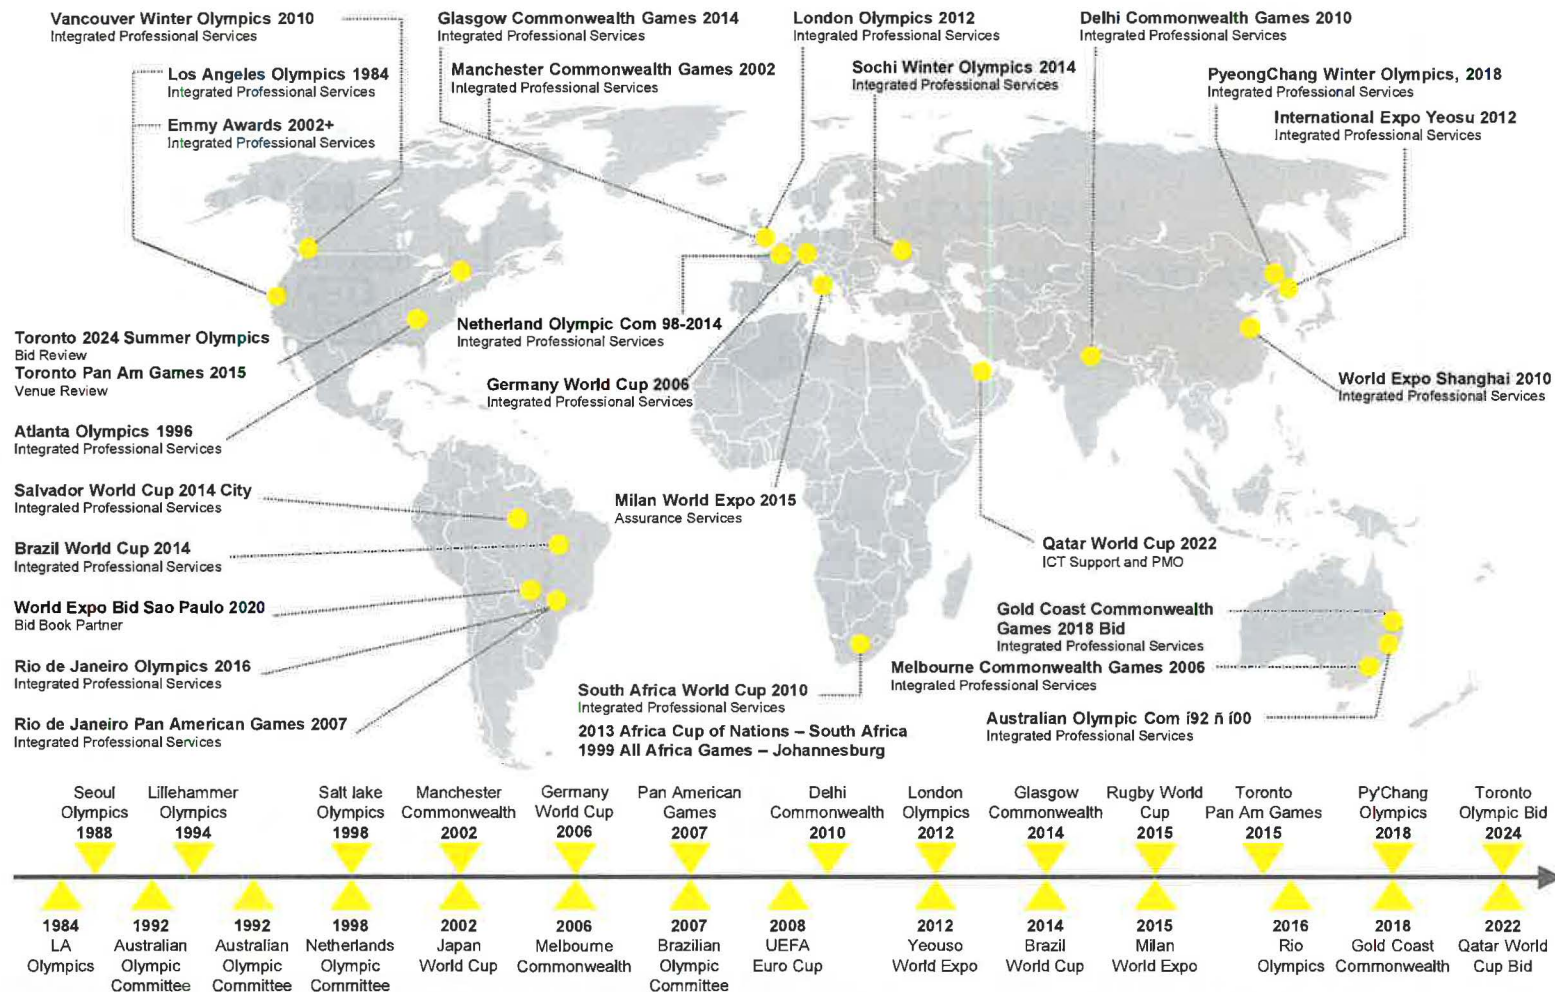 Vancouver Winter Olympics 2010
Integrated Professional Services
Glasgow Commonwealth Games 2014
Integrated Professional Services
London Olympics 2012
Integrated Professional Services
Delhi Commonwealth Games 2010
Integrated Professional Services
Los Angeles Olympics 1984
Integrated Professional Services
Manchester Commonwealth Games 2002
Integrated Professional Services
Sochi Winter Olympics 2014
Integrated Professional Services
PyeongChang Winter Olympics, 2018
Integrated Professional Services
Emmy Awards 2002+
Integrated Professional Services
International Expo Yeosu 2012
Integrated Professional Services
Toronto 2024 Summer Olympics
Bid Review
Toronto Pan Am Games 2015
Venue Review
Netherland Olympic Com 98-2014
Integrated Professional Services
Germany World Cup 2006
Integrated Professional Services
World Expo Shanghai 2010
Integrated Professional Services
Atlanta Olympics 1996
Integrated Professional Services
Salvador World Cup 2014 City
Integrated Professional Services
Milan World Expo 2015
Assurance Services
Brazil World Cup 2014
Integrated Professional Services
Qatar World Cup 2022
ICT Support and PMO
World Expo Bid Sao Paulo 2020
Bid Book Partner
Gold Coast Commonwealth
Games 2018 Bid
Integrated Professional Services
Rio de Janeiro Olympics 2016
Integrated Professional Services
Melbourne Commonwealth Games 2006
Integrated Professional Services
South Africa World Cup 2010
Integrated Professional Services
2013 Africa Cup of Nations – South Africa
1999 All Africa Games – Johannesburg
Rio de Janeiro Pan American Games 2007
Integrated Professional Services
Australian Olympic Com í92 ñ í00
Integrated Professional Services
Seoul
Olympics
1988
Lillehammer
Olympics
1994
Salt lake
Olympics
1998
Manchester
Commonwealth
2002
Germany
World Cup
2006
Pan American
Games
2007
Delhi
Commonwealth
2010
London
Olympics
2012
Glasgow
Commonwealth
2014
Rugby World
Cup
2015
Toronto
Pan Am Games
2015
Py'Chang
Olympics
2018
Toronto
Olympic Bid
2024
1984
LA
Olympics
1992
Australian
Olympic
Committee
1992
Australian
Olympic
Committee
1998
Netherlands
Olympic
Committee
2002
Japan
World Cup
2006
Melbourne
Commonwealth
2007
Brazilian
Olympic
Committee
2008
UEFA
Euro Cup
2012
Yeouso
World Expo
2014
Brazil
World Cup
2015
Milan
World Expo
2016
Rio
Olympics
2018
Gold Coast
Commonwealth
2022
Qatar World
Cup Bid